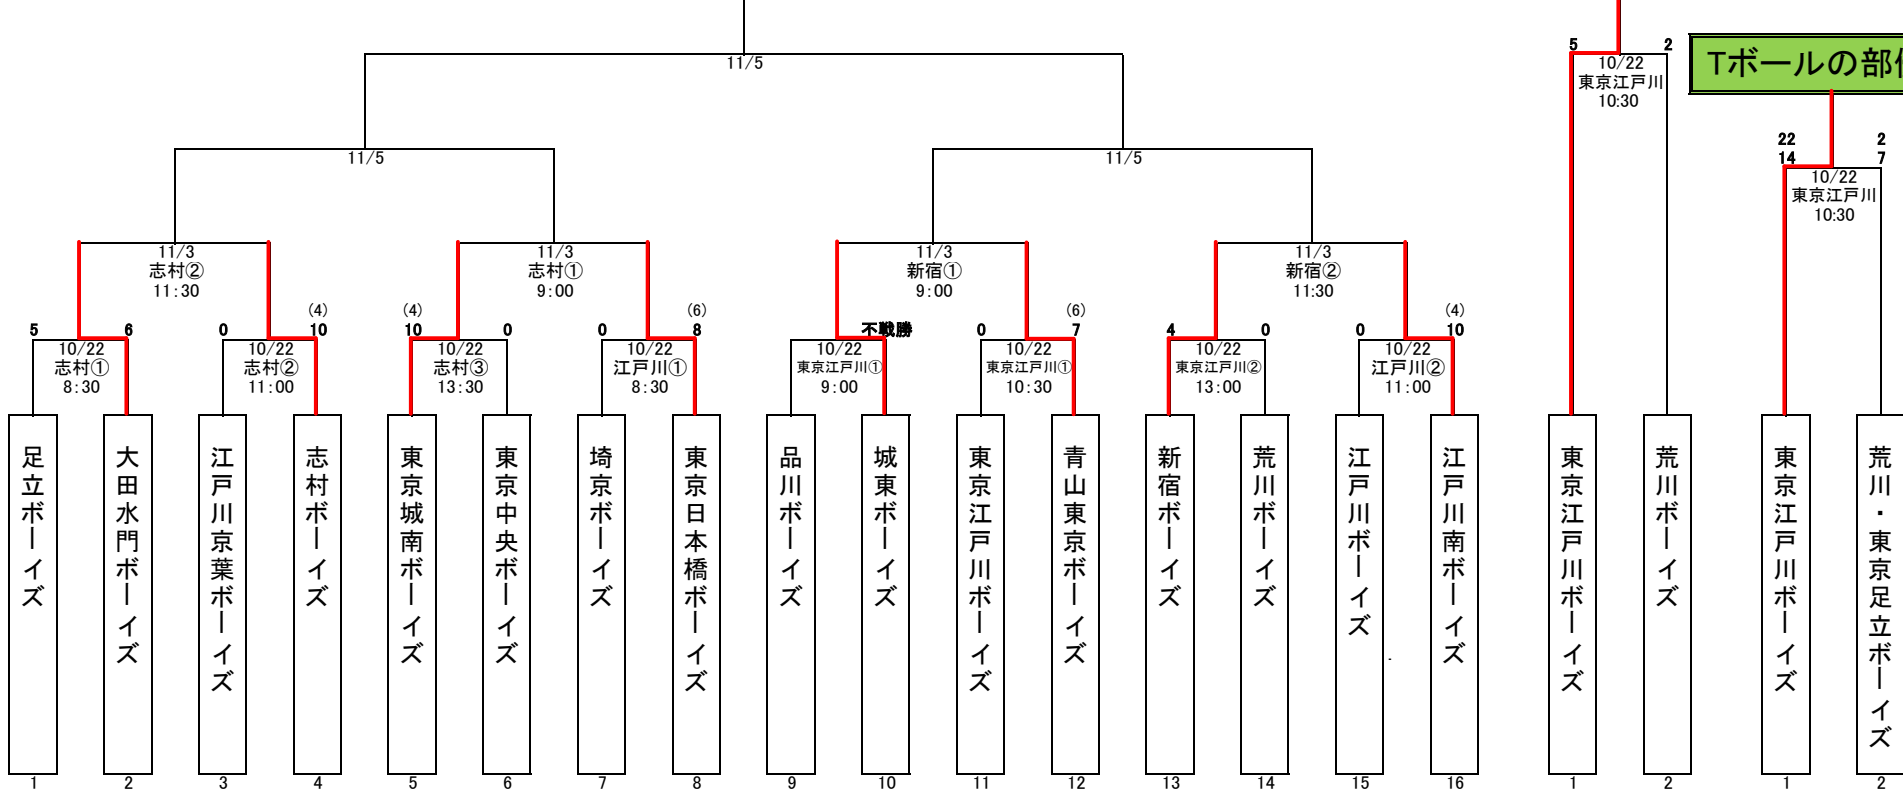 11/5
11/5
11/5
11/3
志村②
11:30
11/3
志村①
9:00
11/3
新宿①
9:00
11/3
新宿②
11:30
5
6
10/22
志村①
8:30
0
(4)
10
10/22
志村②
11:00
(4)
10
0
10/22
志村③
13:30
0
(6)
8
10/22
江戸川①
8:30
不戦勝
10/22
東京江戸川①
9:00
0
(6)
7
10/22
東京江戸川①
10:30
4
0
10/22
東京江戸川②
13:00
0
(4)
10
10/22
江戸川②
11:00
足立ボーイズ
1
大田水門ボーイズ
2
江戸川京葉ボーイズ
3
志村ボーイズ
4
東京城南ボーイズ
5
東京中央ボーイズ
6
埼京ボーイズ
7
東京日本橋ボーイズ
8
品川ボーイズ
9
城東ボーイズ
10
東京江戸川ボーイズ
11
青山東京ボーイズ
12
新宿ボーイズ
13
荒川ボーイズ
14
江戸川ボーイズ
15
江戸川南ボーイズ
16
5
2
10/22
東京江戸川
10:30
東京江戸川ボーイズ
1
荒川ボーイズ
2
Tボールの部
22
2
14
7
10/22
東京江戸川
10:30
東京江戸川ボーイズ
1
荒川・東京足立ボーイズ
2